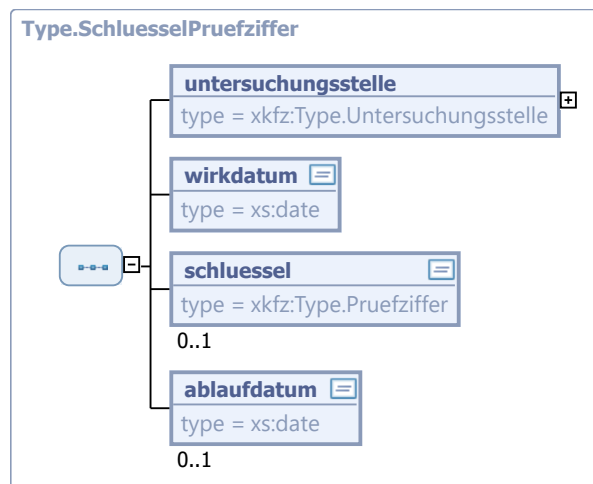 Type.SchluesselPruefziffer
untersuchungsstelle
type = xkfz:Type.Untersuchungsstelle
wirkdatum
type = xs:date
schluessel
type = xkfz:Type.Pruefziffer
0..1
ablaufdatum
type = xs:date
0..1